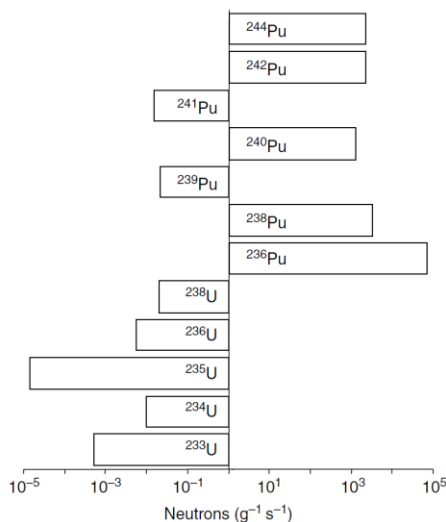 ²⁴⁴Pu
²⁴²Pu
²⁴¹Pu
²⁴⁰Pu
²³⁹Pu
²³⁸Pu
²³⁶Pu
²³⁸U
²³⁶U
²³⁵U
²³⁴U
²³³U
10⁻⁵ 10⁻³ 10⁻¹ 10¹ 10³ 10⁵
Neutrons (g⁻¹ s⁻¹)